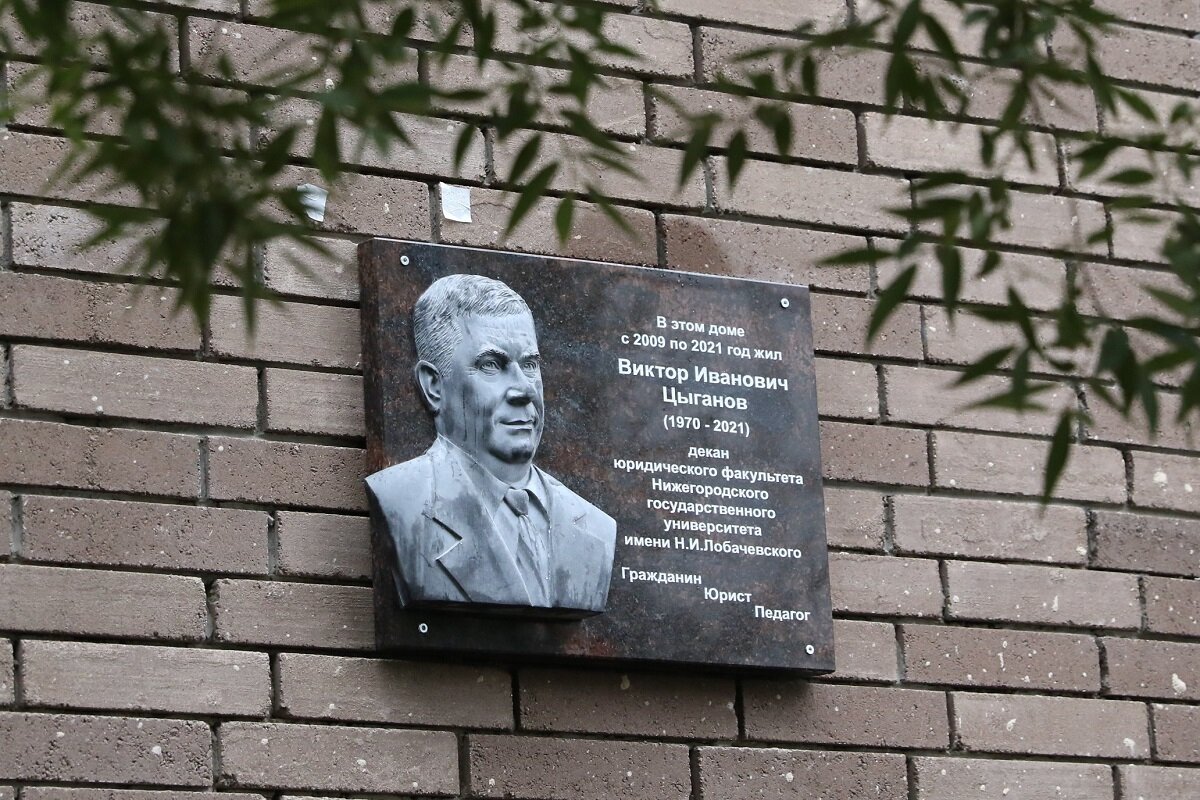 В этом доме
с 2009 по 2021 год жил
Виктор Иванович
Цыганов
(1970 - 2021)
декан
юридического факультета
Нижегородского
государственного
университета
имени Н.И.Лобачевского
Гражданин
Юрист
Педагог